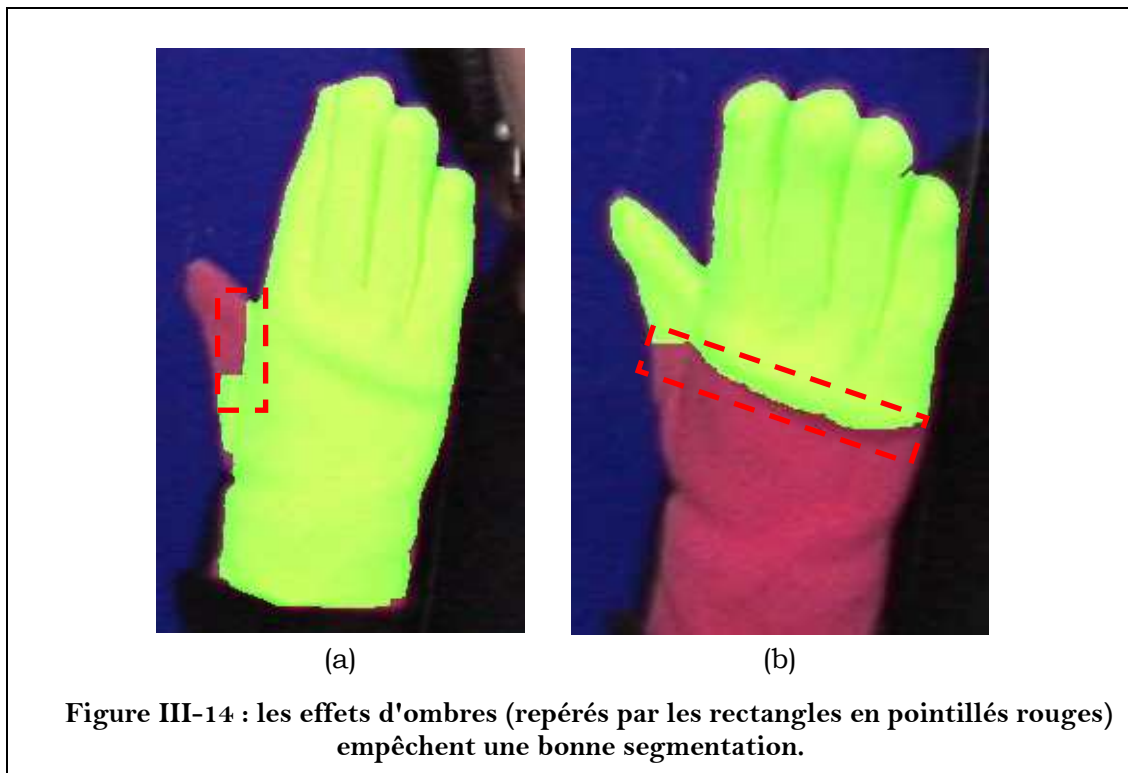 (a) (b)
Figure III-14 : les effets d'ombres (repérés par les rectangles en pointillés rouges)
empêchent une bonne segmentation.